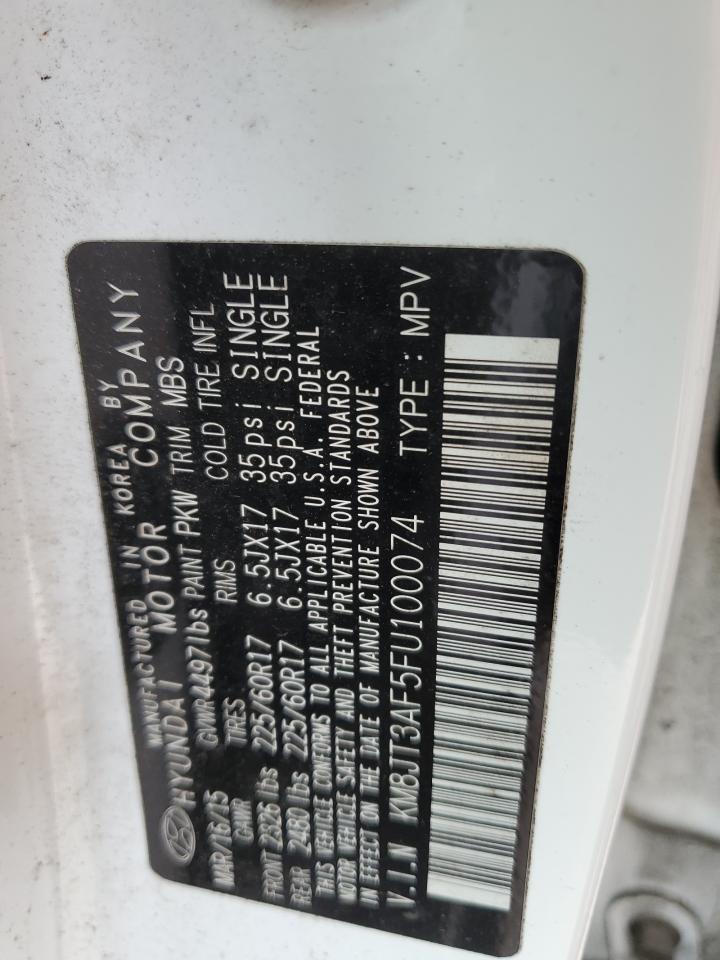 MANUFACTURED IN KOREA BY
HYUNDAI MOTOR COMPANY
MAR/16/15 GVWR 4497lbs PAINT PKW TRIM MBS
GAWR TIRES RMS COLD TIRE INFL
FRONT 2326 lbs 225/60R17 6.5JX17 35psi SINGLE
REAR 2480 lbs 225/60R17 6.5JX17 35psi SINGLE
THIS VEHICLE CONFORMS TO ALL APPLICABLE U.S.A. FEDERAL
MOTOR VEHICLE SAFETY AND THEFT PREVENTION STANDARDS
IN EFFECT ON THE DATE OF MANUFACTURE SHOWN ABOVE
V.I.N KM8JT3AF5FU100074 TYPE : MPV